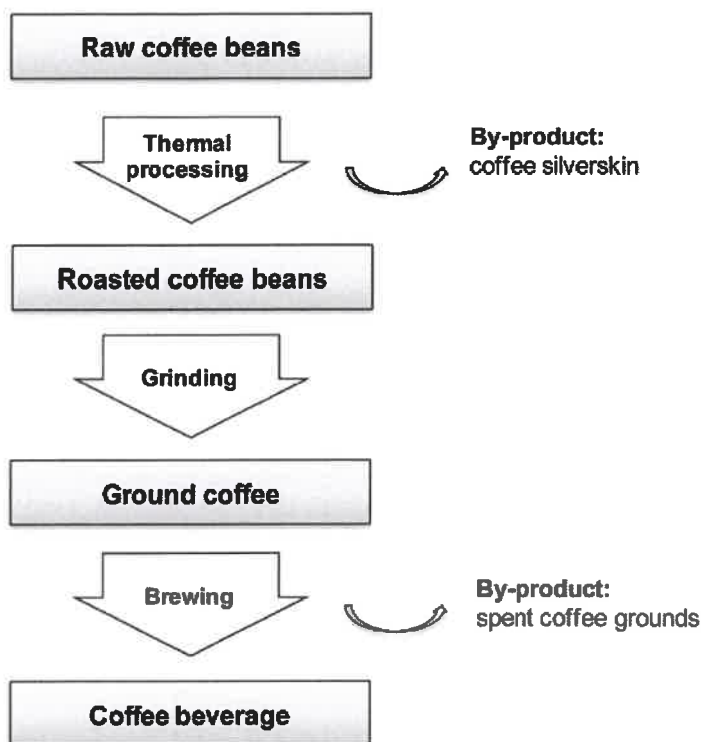 Raw coffee beans
Thermal
processing
By-product:
coffee silverskin
Roasted coffee beans
Grinding
Ground coffee
Brewing
By-product:
spent coffee grounds
Coffee beverage